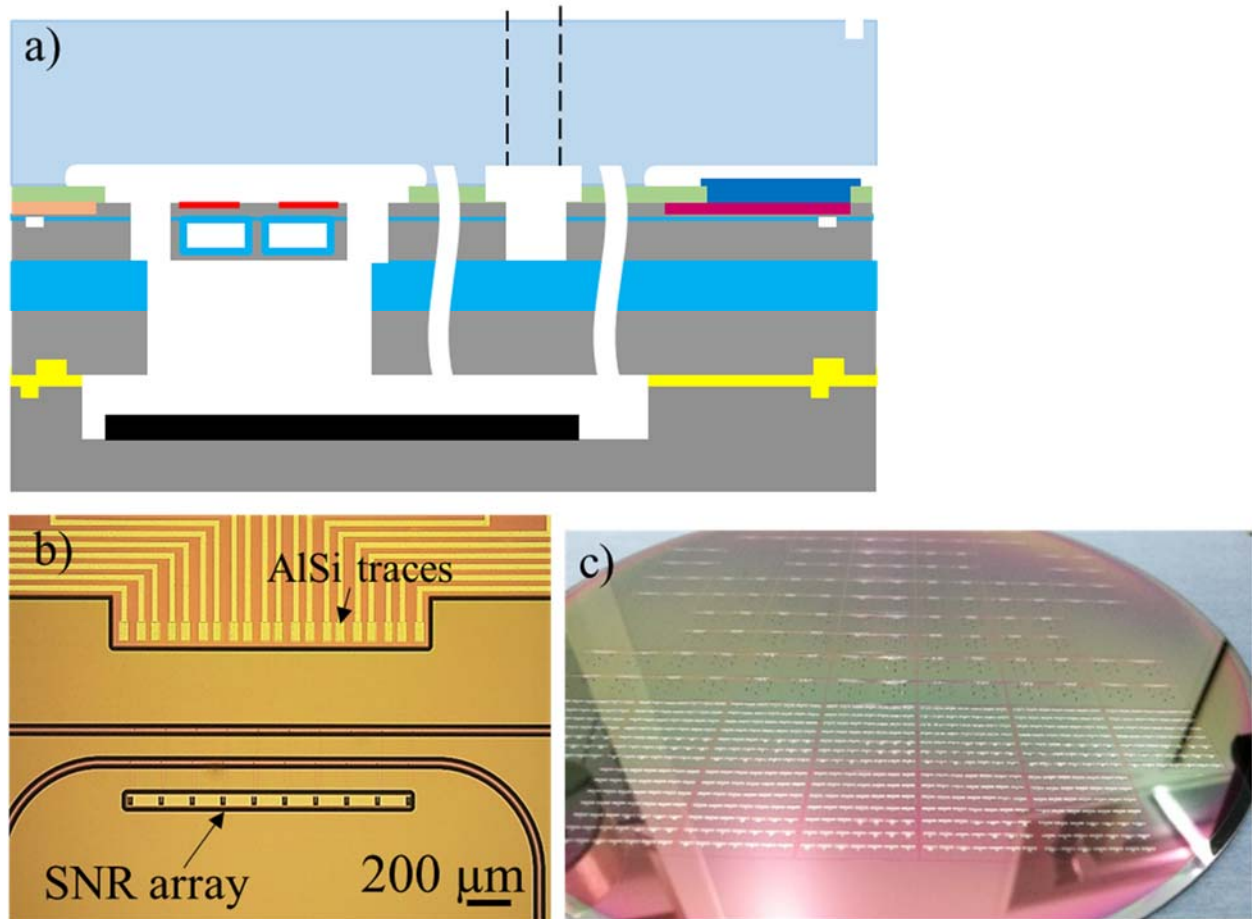 a)
b)
AlSi traces
SNR array
200 μm
c)